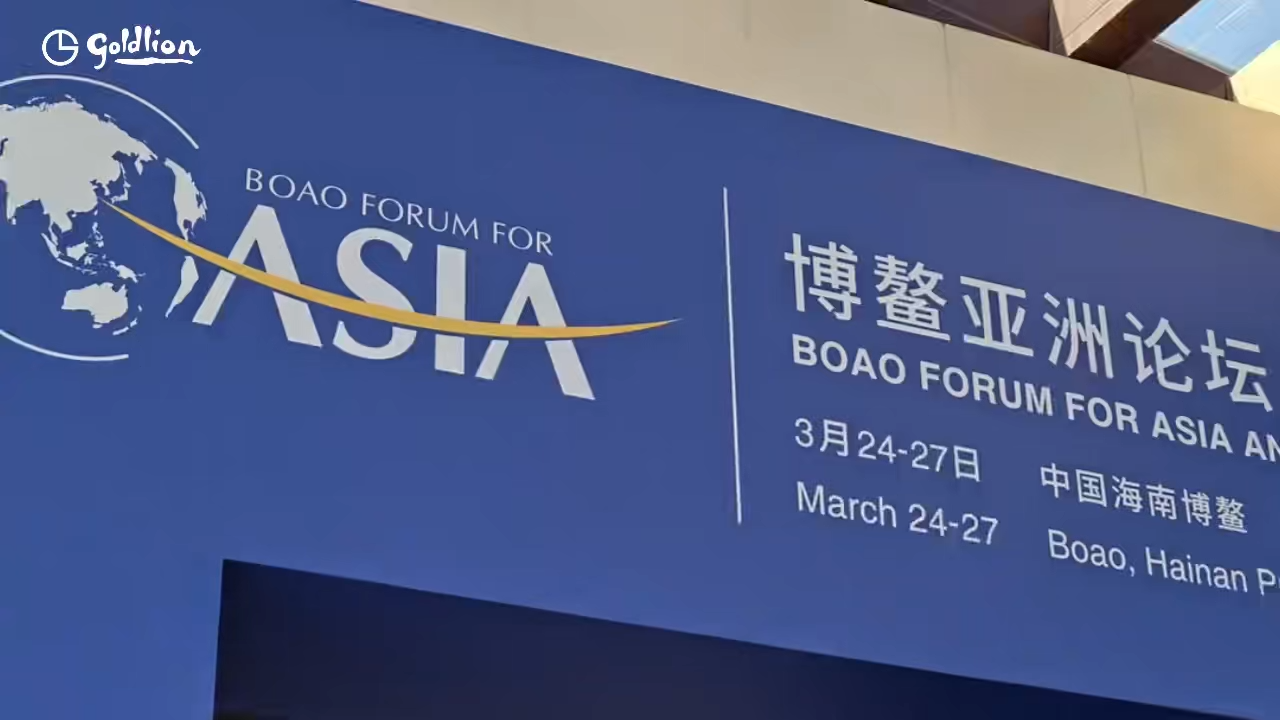 Goldlion
BOAO FORUM FOR
ASIA
博鳌亚洲论坛
BOAO FORUM FOR ASIA AN
3月24-27日 中国海南博鳌
March 24-27 Boao, Hainan P